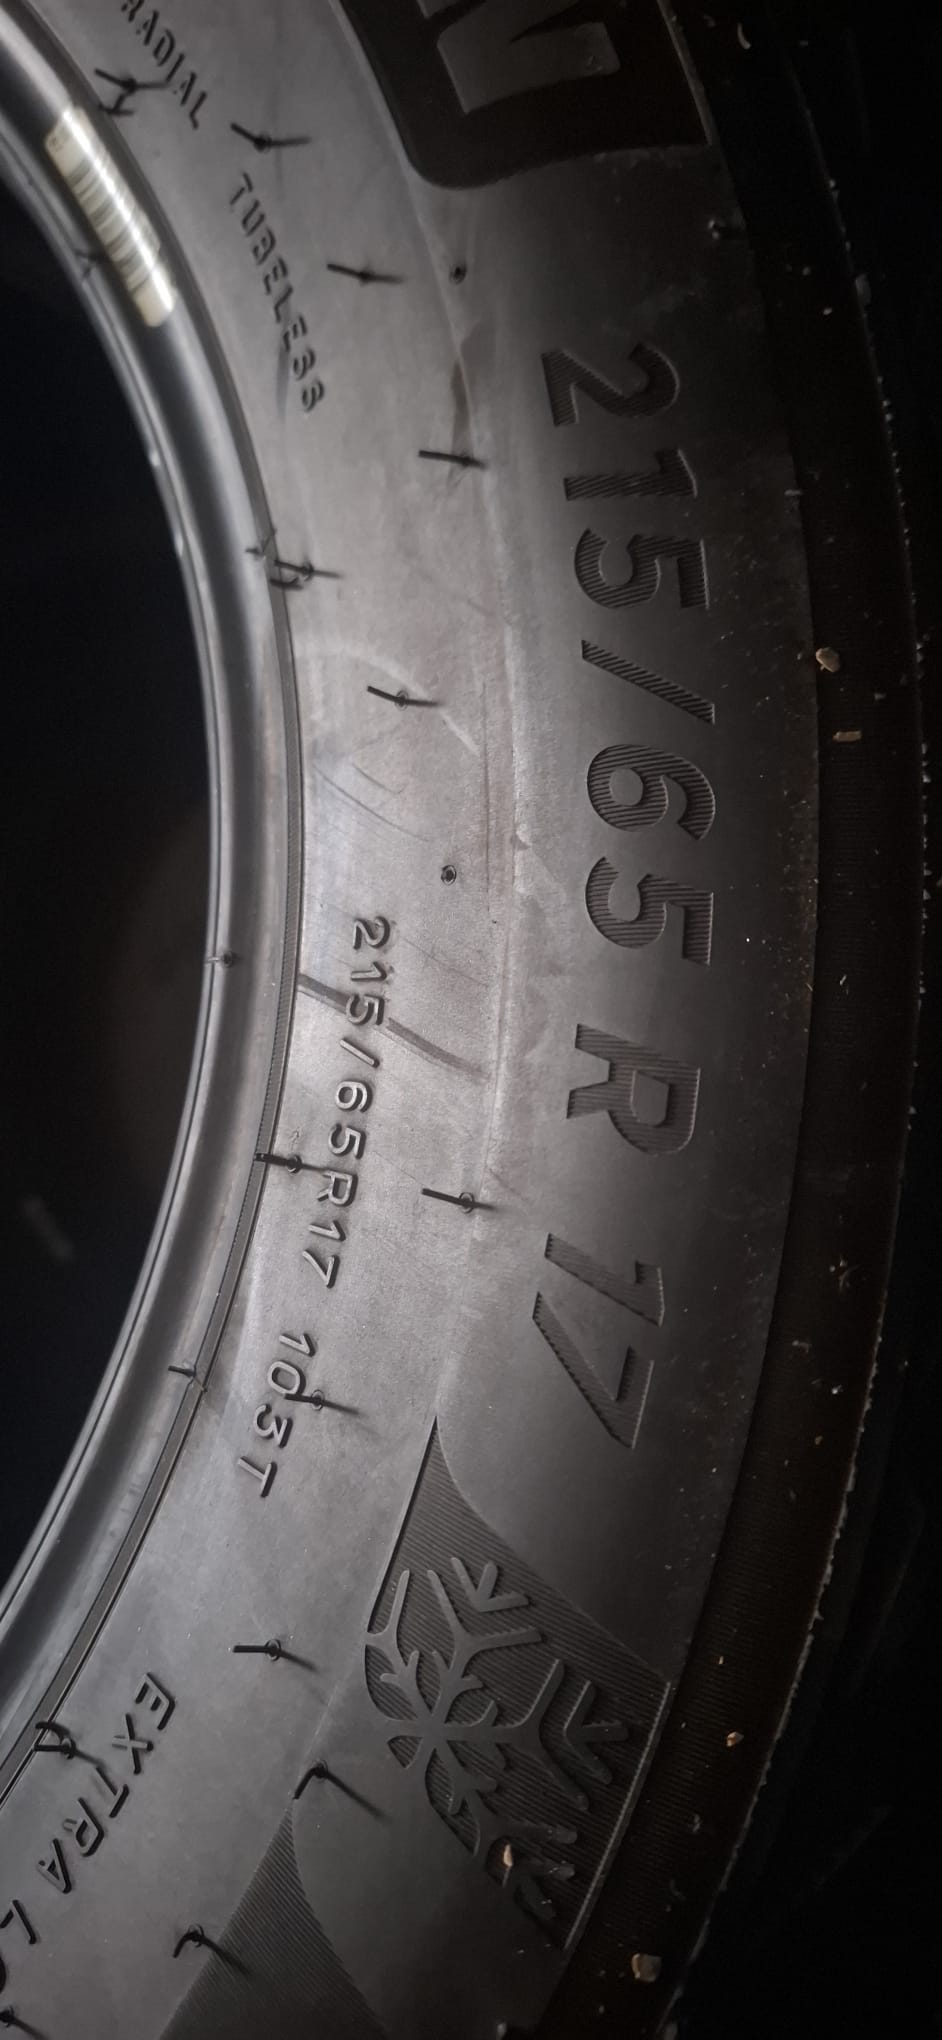 RADIAL TUBELESS
215/65 R 17
215/65R17 103T
EXTRA